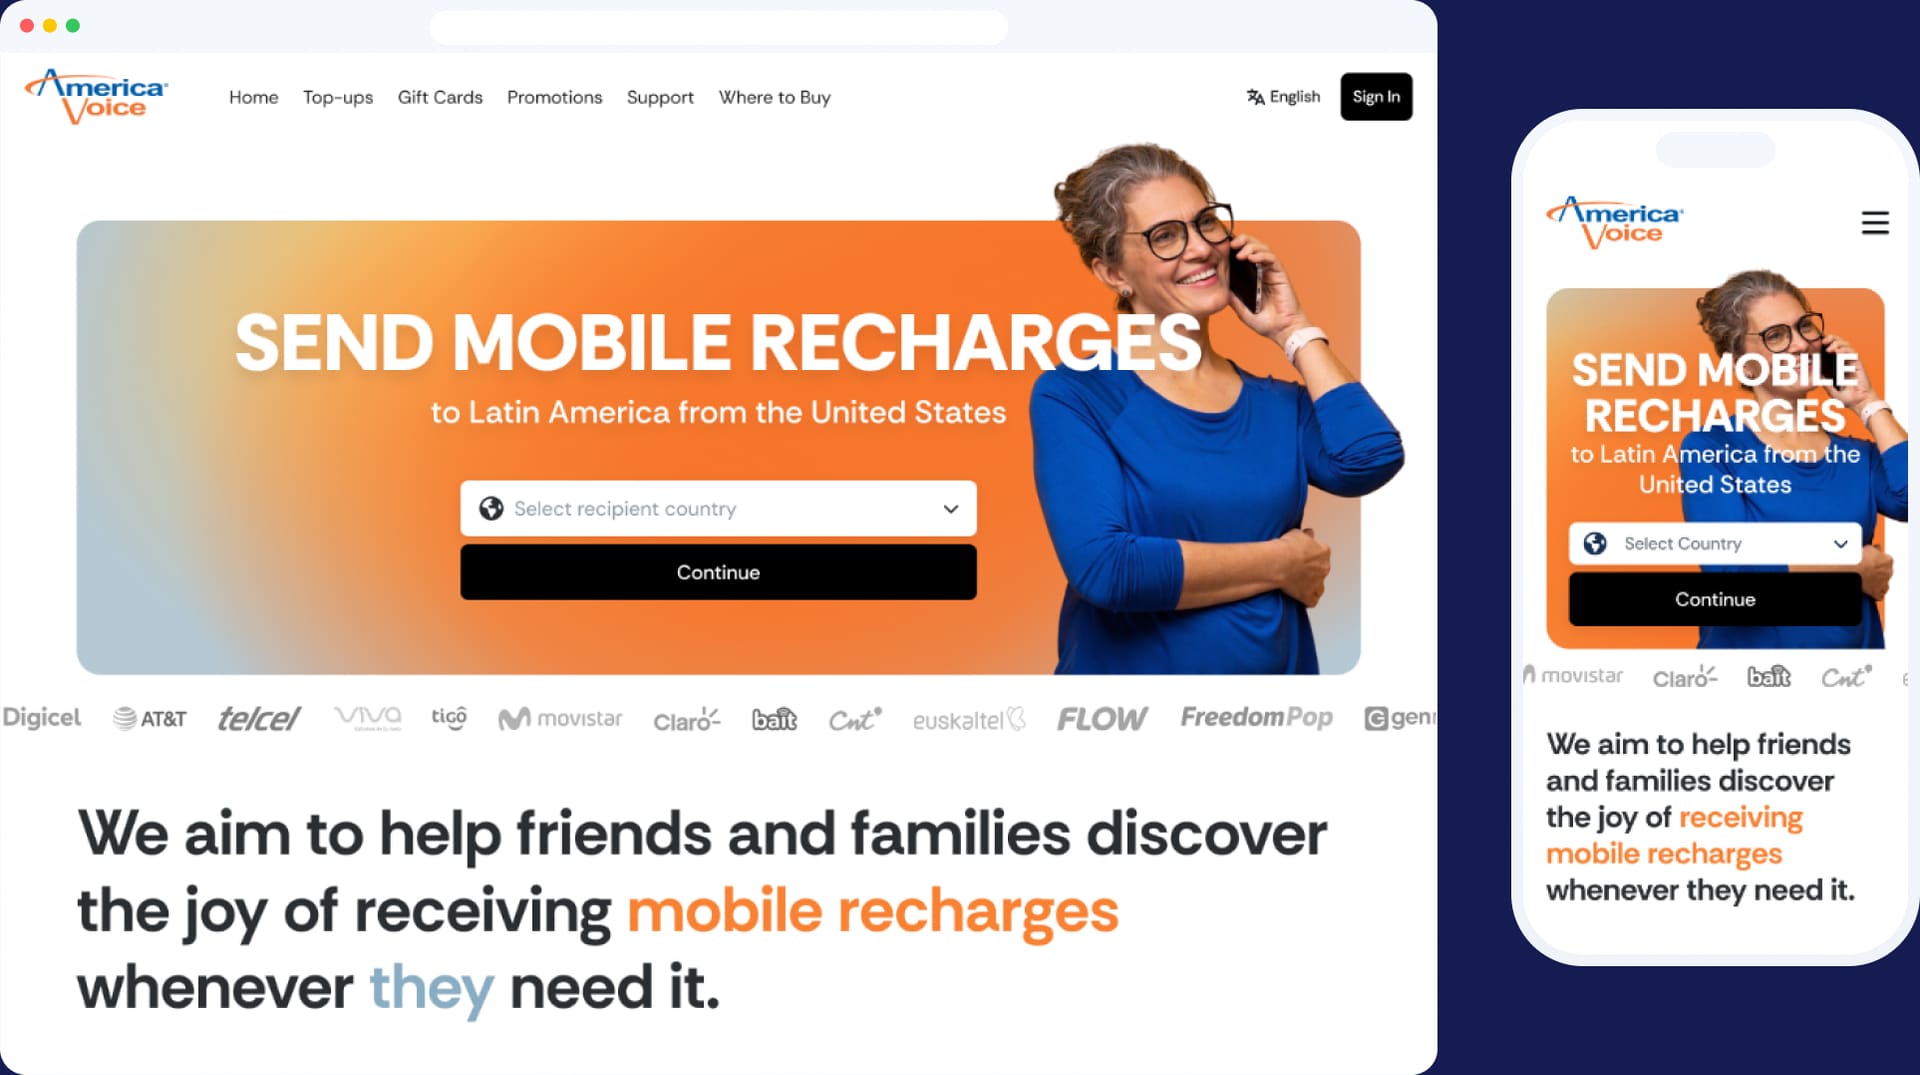 America
Voice
Home
Top-ups
Gift Cards
Promotions
Support
Where to Buy
English
Sign In
SEND MOBILE RECHARGES
to Latin America from the United States
Select recipient country
Continue
Digicel
AT&T
telcel
VIVA
tigo
movistar
Claro
bait
Cnt
euskaltel
FLOW
FreedomPop
We aim to help friends and families discover
the joy of receiving mobile recharges
whenever they need it.
America
Voice
SEND MOBILE
RECHARGES
to Latin America from the
United States
Select Country
Continue
movistar
Claro
bait
Cnt
We aim to help friends
and families discover
the joy of receiving
mobile recharges
whenever they need it.